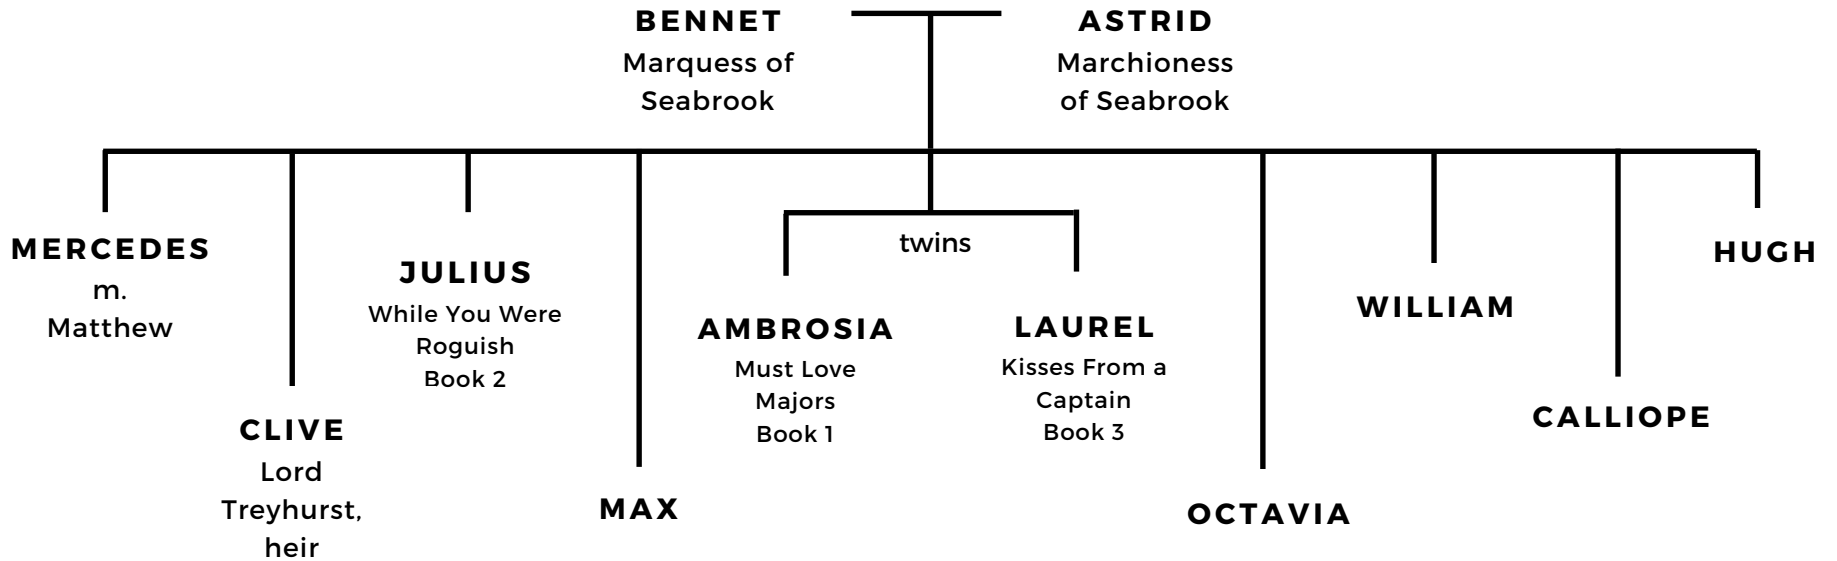 BENNET
Marquess of
Seabrook
ASTRID
Marchioness
of Seabrook
MERCEDES
m.
Matthew
CLIVE
Lord
Treyhurst,
heir
JULIUS
While You Were
Roguish
Book 2
MAX
twins
AMBROSIA
Must Love
Majors
Book 1
LAUREL
Kisses From a
Captain
Book 3
OCTAVIA
WILLIAM
CALLIOPE
HUGH